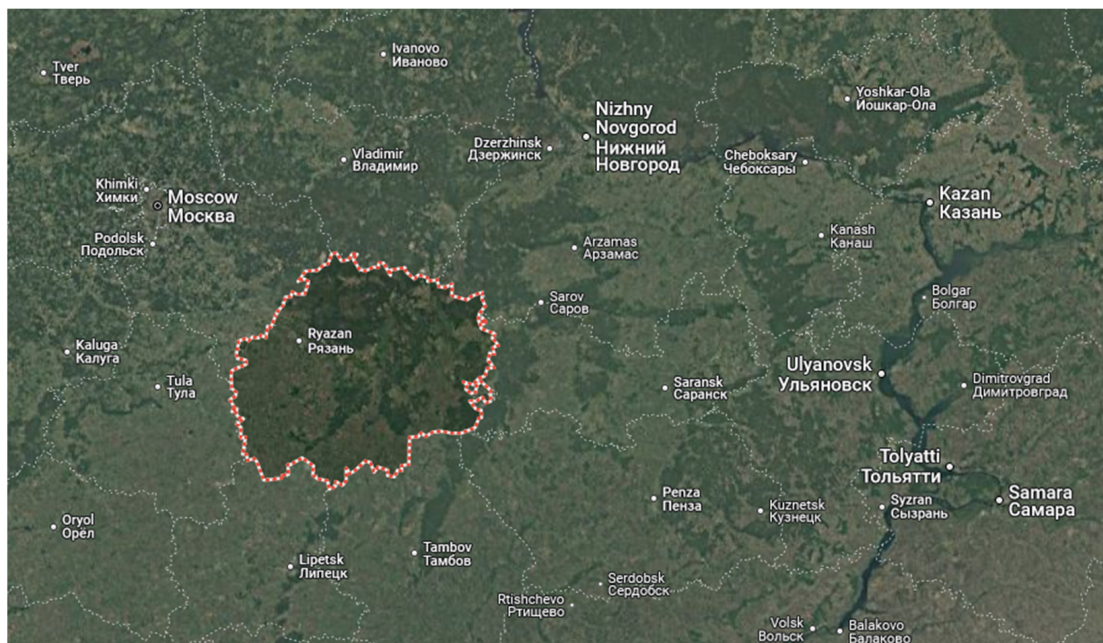 Ivanovo
Иваново
Tver
Тверь
Yoshkar-Ola
Йошкар-Ола
Nizhny
Novgorod
Нижний
Новгород
Dzerzhinsk
Дзержинск
Vladimir
Владимир
Cheboksary
Чебоксары
Khimki
Химки
Moscow
Москва
Kazan
Казань
Podolsk
Подольск
Kanash
Канаш
Arzamas
Арзамас
Bolgar
Болгар
Sarov
Саров
Ryazan
Рязань
Kaluga
Калуга
Ulyanovsk
Ульяновск
Tula
Тула
Saransk
Саранск
Dimitrovgrad
Димитровград
Tolyatti
Тольятти
Penza
Пенза
Kuznetsk
Кузнецк
Syzran
Сызрань
Samara
Самара
Oryol
Орёл
Lipetsk
Липецк
Tambov
Тамбов
Serdobsk
Сердобск
Rtishchevo
Ртищево
Volsk
Вольск
Balakovo
Балаково